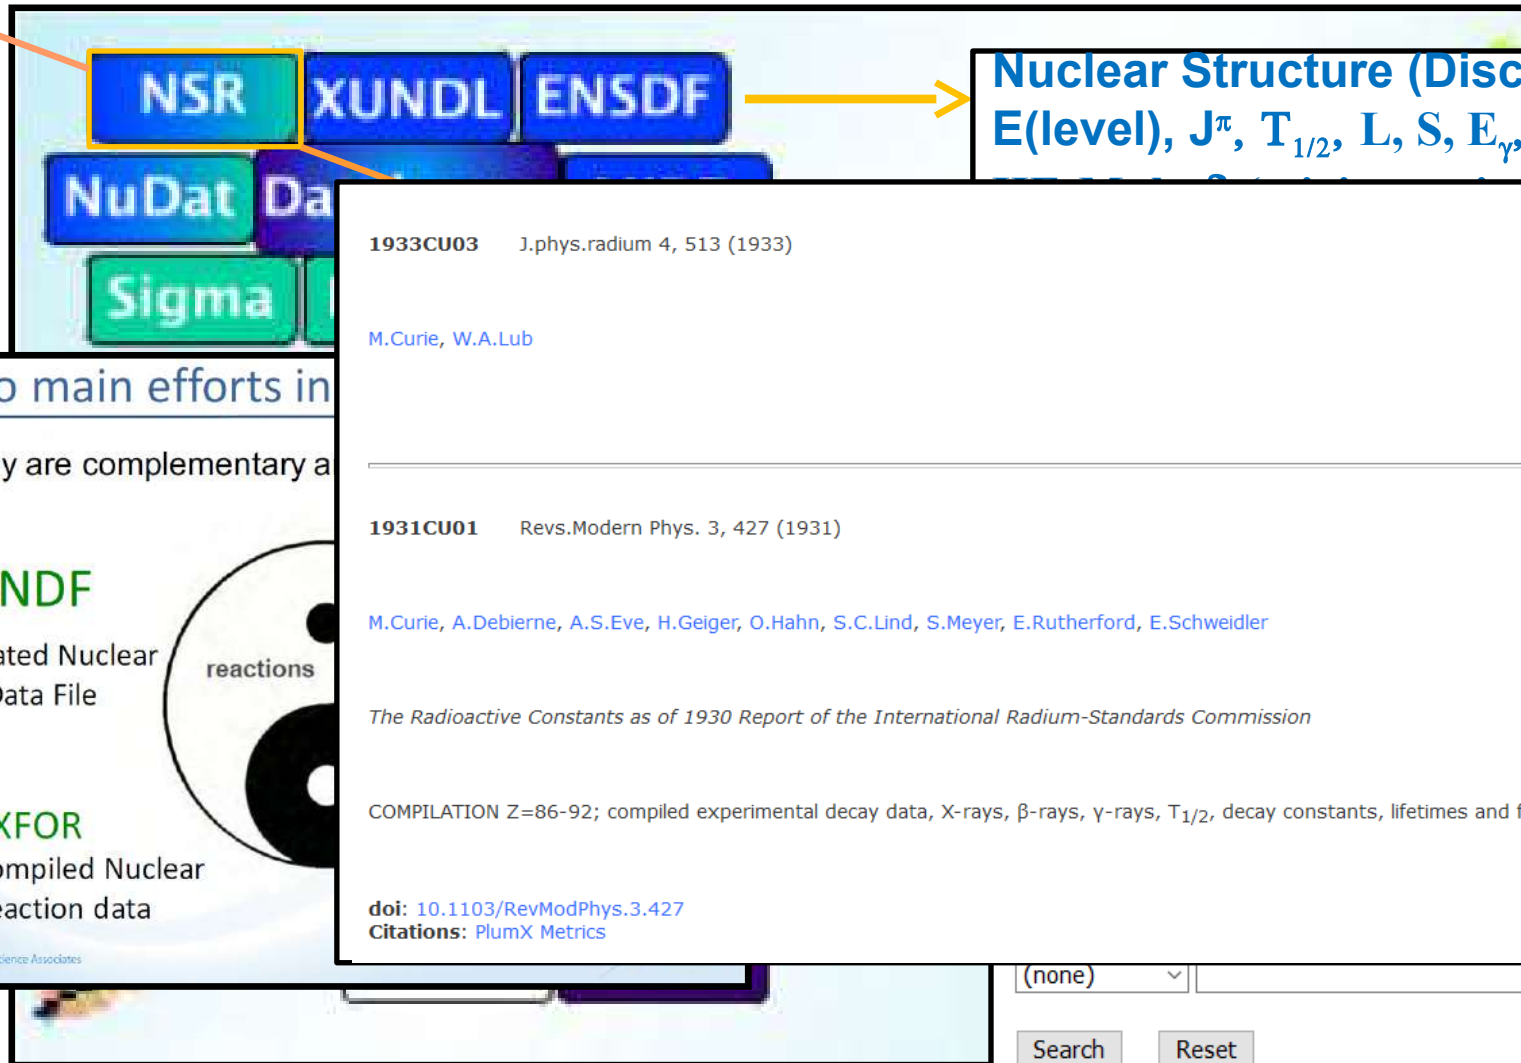 NSR XUNDL ENSDF
Nuclear Structure (Disc
E(level), Jπ, T1/2, L, S, Eγ,
NuDat Da
Sigma
1933CU03 J.phys.radium 4, 513 (1933)
M.Curie, W.A.Lub
o main efforts in
y are complementary a
1931CU01 Revs.Modern Phys. 3, 427 (1931)
NDF
M.Curie, A.Debierne, A.S.Eve, H.Geiger, O.Hahn, S.C.Lind, S.Meyer, E.Rutherford, E.Schweidler
ated Nuclear
Data File
reactions
The Radioactive Constants as of 1930 Report of the International Radium-Standards Commission
COMPILATION Z=86-92; compiled experimental decay data, X-rays, β-rays, γ-rays, T1/2, decay constants, lifetimes and f
XFOR
ompiled Nuclear
eaction data
doi: 10.1103/RevModPhys.3.427
Citations: PlumX Metrics
cience Associates
(none)
Search Reset